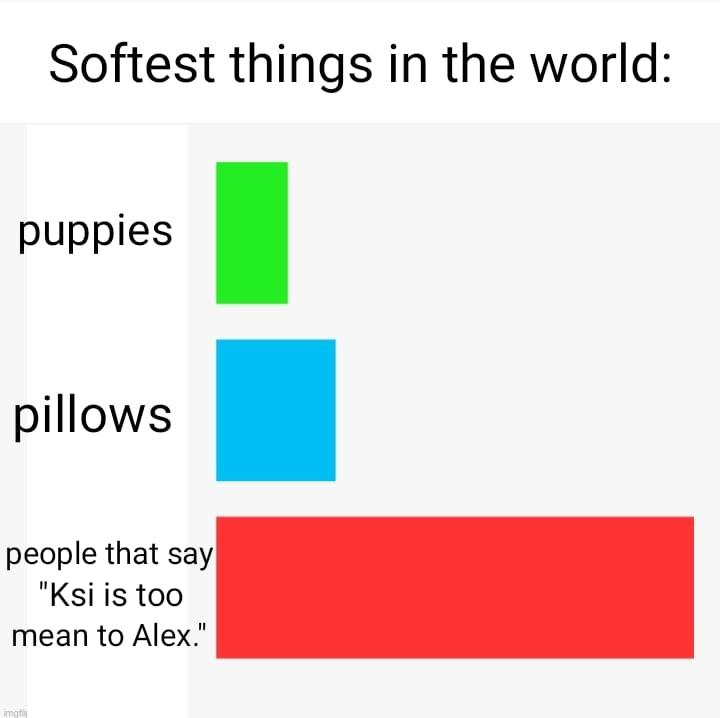 Softest things in the world:
puppies
pillows
people that say
"Ksi is too
mean to Alex."
imgflip